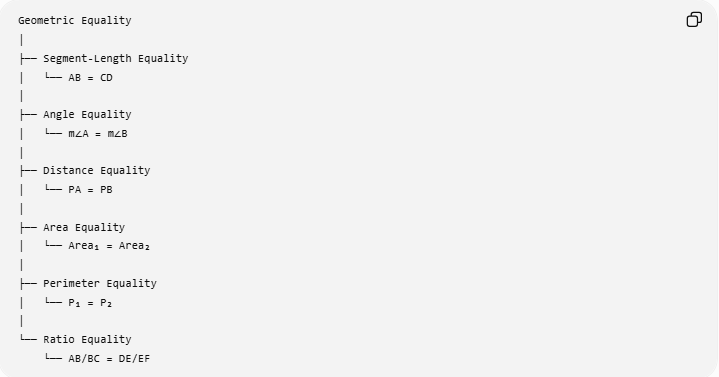 Geometric Equality
│
├── Segment-Length Equality
│   └── AB = CD
│
├── Angle Equality
│   └── m∠A = m∠B
│
├── Distance Equality
│   └── PA = PB
│
├── Area Equality
│   └── Area₁ = Area₂
│
├── Perimeter Equality
│   └── P₁ = P₂
│
└── Ratio Equality
    └── AB/BC = DE/EF